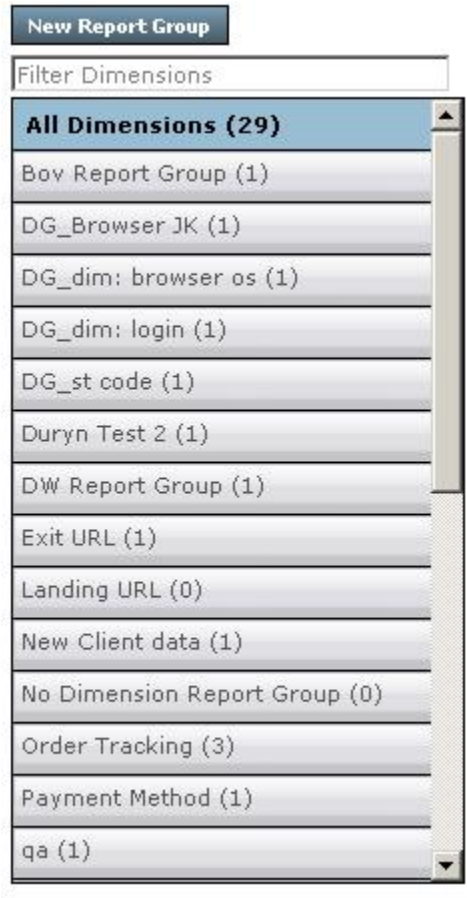 New Report Group
Filter Dimensions
All Dimensions (29)
Bov Report Group (1)
DG_Browser JK (1)
DG_dim: browser os (1)
DG_dim: login (1)
DG_st code (1)
Duryn Test 2 (1)
DW Report Group (1)
Exit URL (1)
Landing URL (0)
New Client data (1)
No Dimension Report Group (0)
Order Tracking (3)
Payment Method (1)
qa (1)